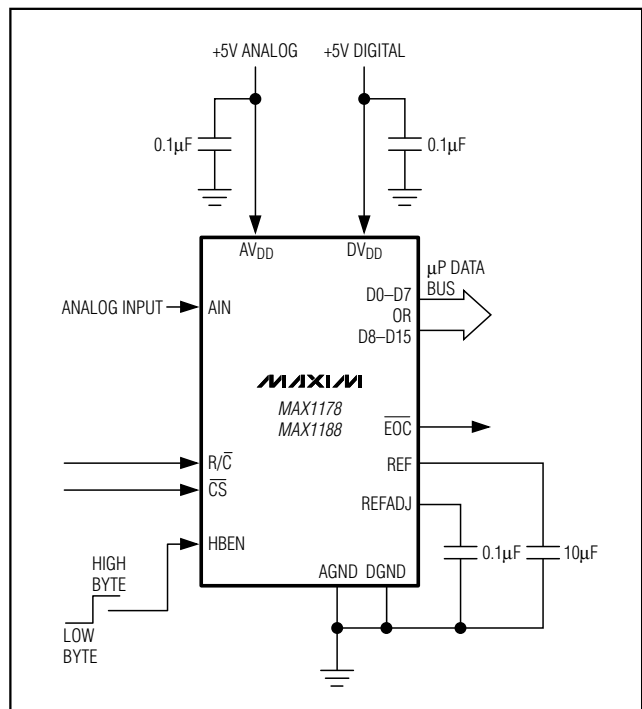 +5V ANALOG
+5V DIGITAL
0.1µF
0.1µF
AVDD
DVDD
µP DATA
BUS
ANALOG INPUT
AIN
D0–D7
OR
D8–D15
MAXIM
MAX1178
MAX1188
EOC
R/C
REF
CS
REFADJ
HBEN
HIGH
BYTE
0.1µF
10µF
AGND
DGND
LOW
BYTE